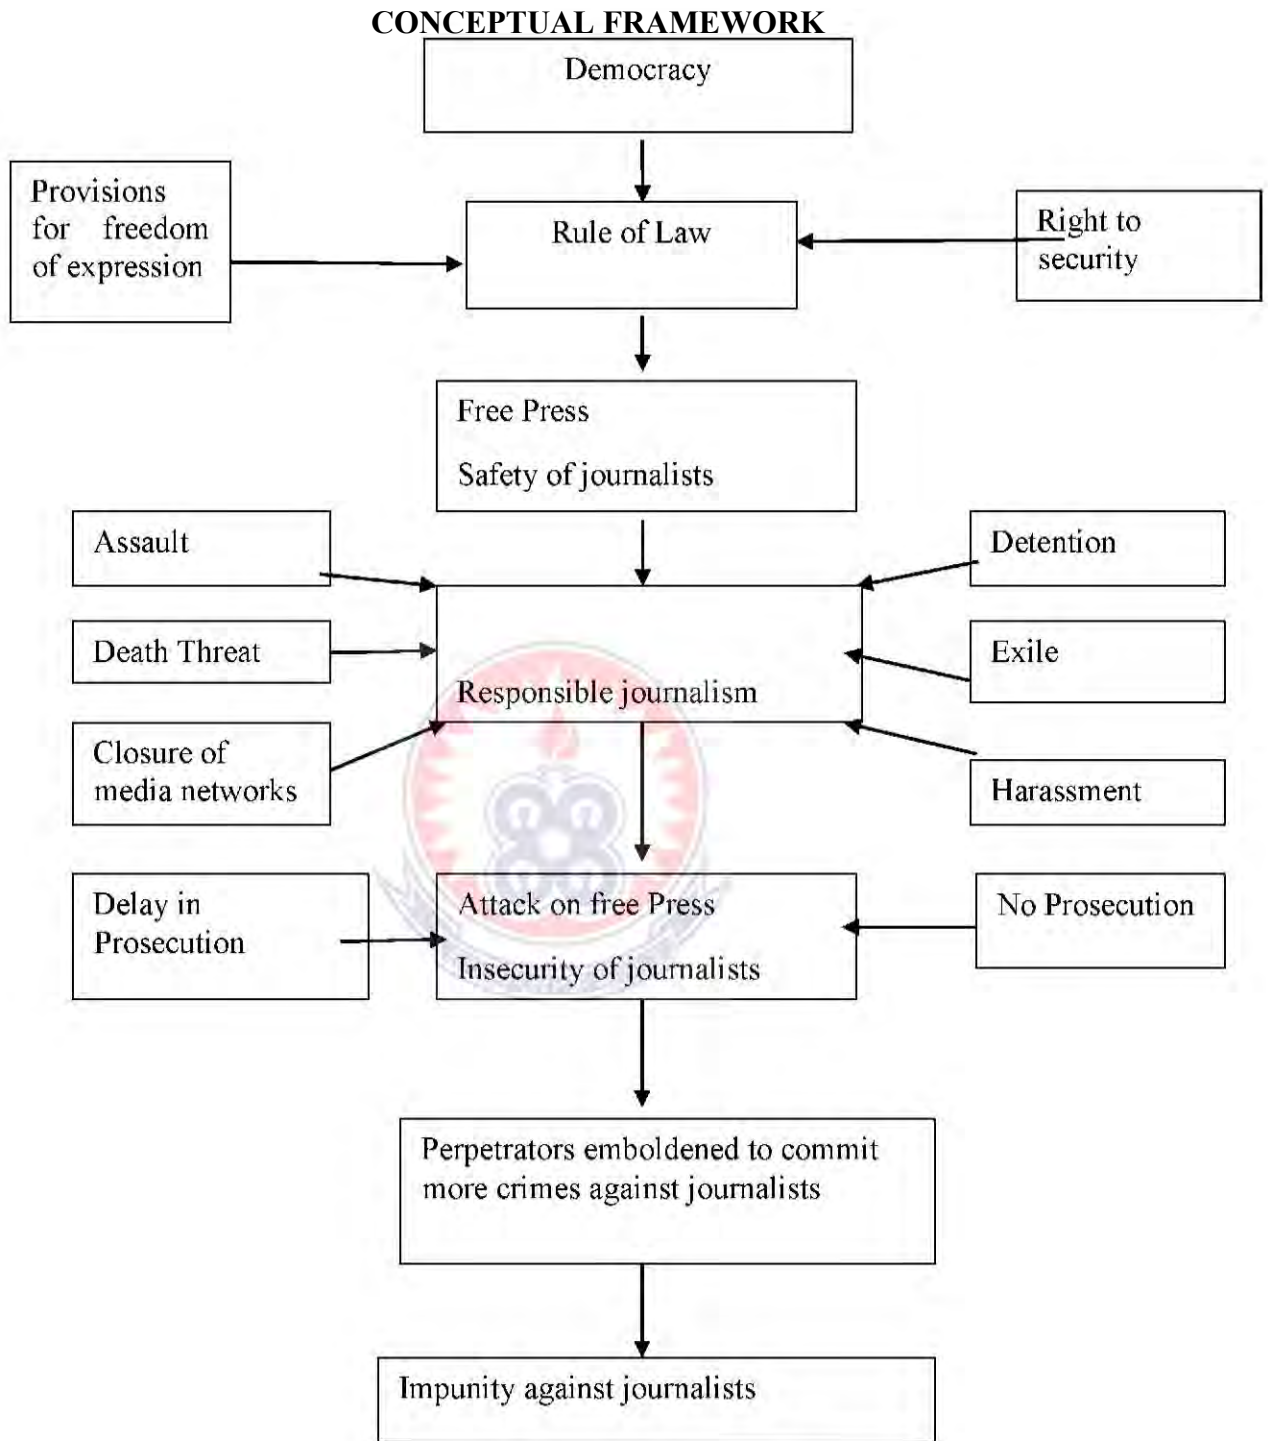 CONCEPTUAL FRAMEWORK
Democracy
Provisions
for freedom
of expression
Rule of Law
Right to
security
Free Press
Safety of journalists
Assault
Detention
Death Threat
Exile
Responsible journalism
Closure of
media networks
Harassment
Delay in
Prosecution
Attack on free Press
Insecurity of journalists
No Prosecution
Perpetrators emboldened to commit
more crimes against journalists
Impunity against journalists